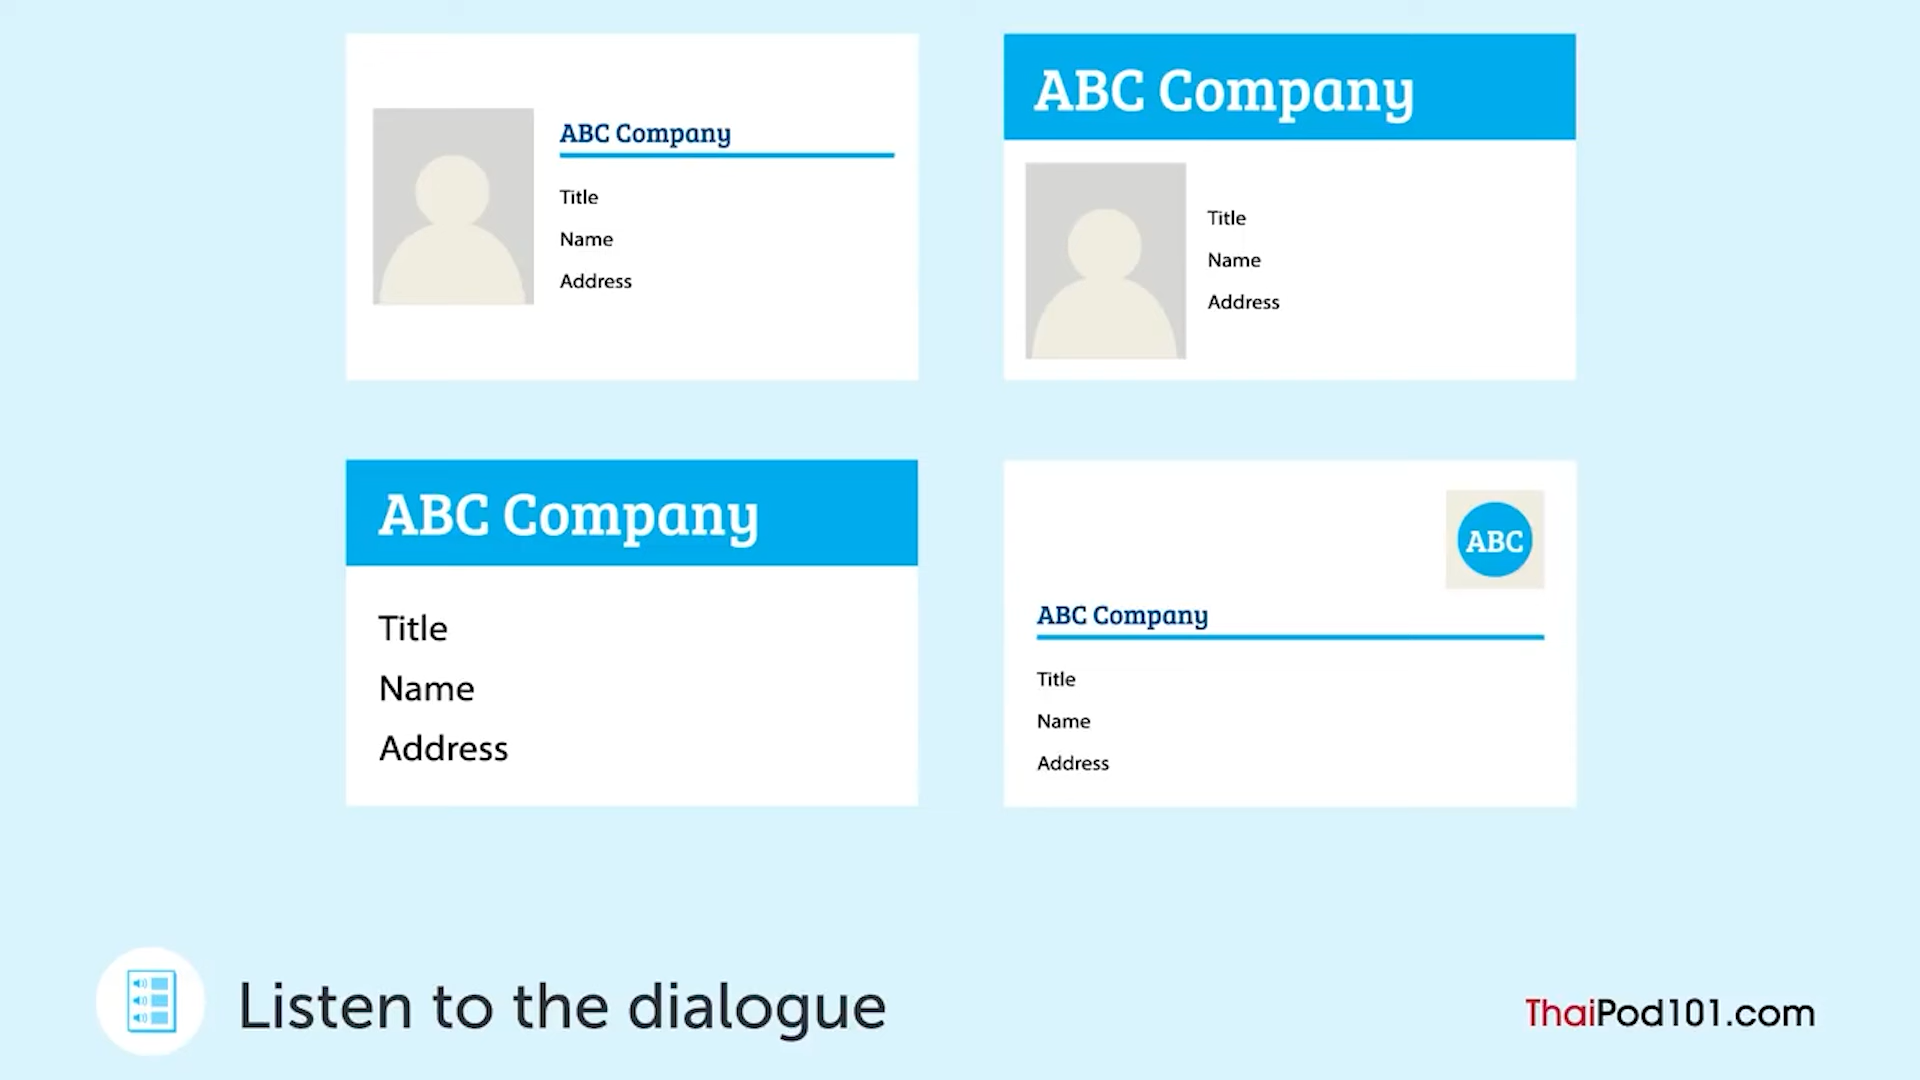 ABC Company
Title
Name
Address
ABC Company
Title
Name
Address
ABC Company
Title
Name
Address
ABC
ABC Company
Title
Name
Address
Listen to the dialogue
ThaiPod101.com